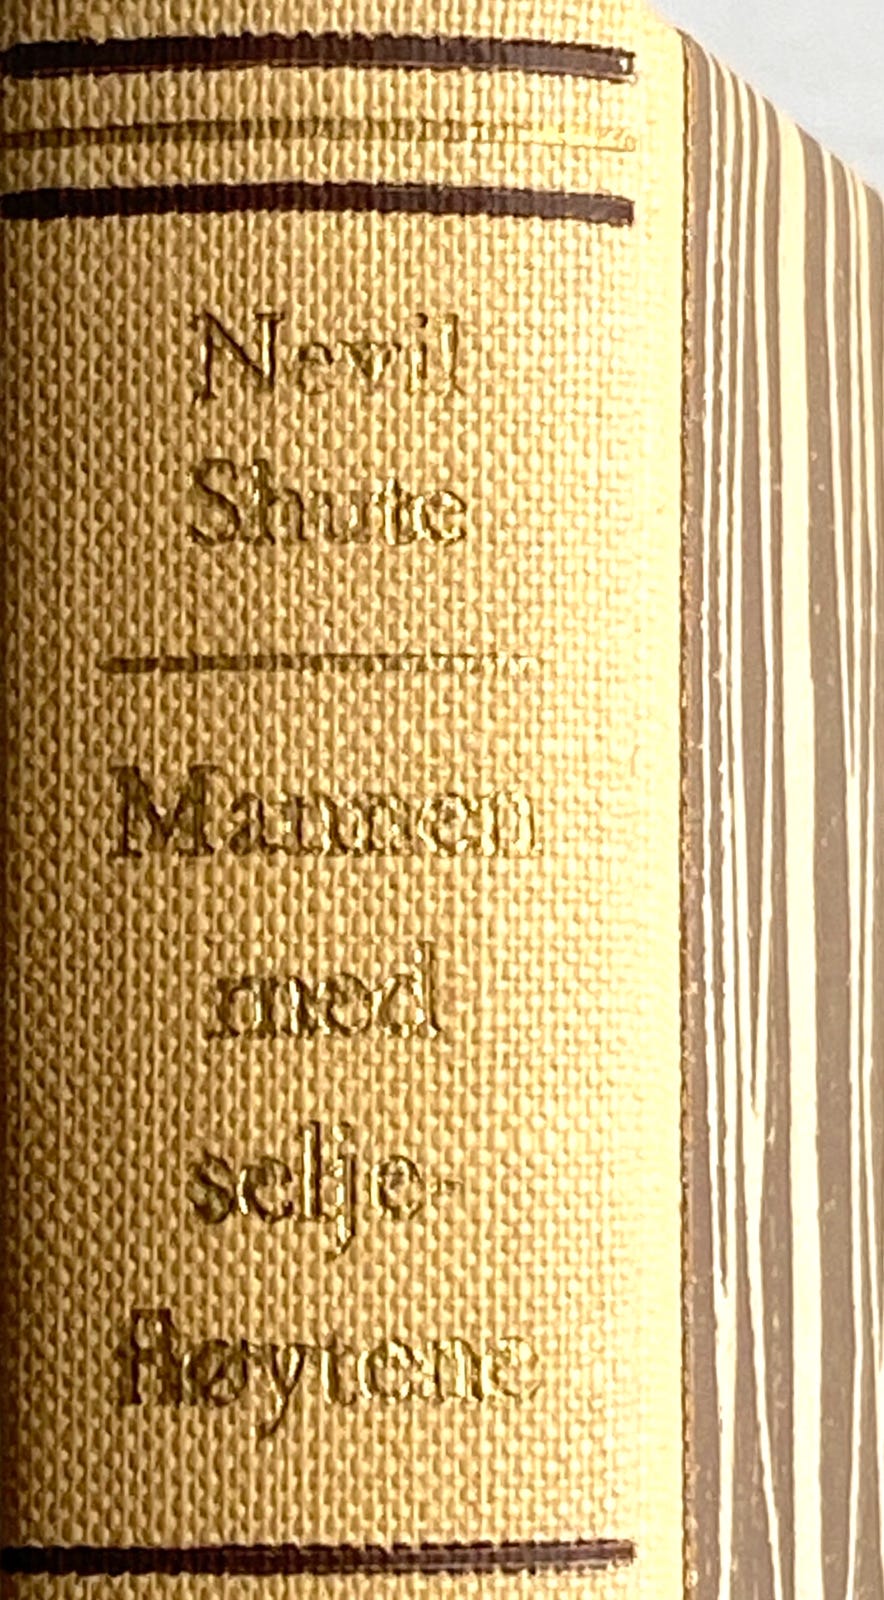 Nevil
Shute
Mannen
med
selje-
fløytene